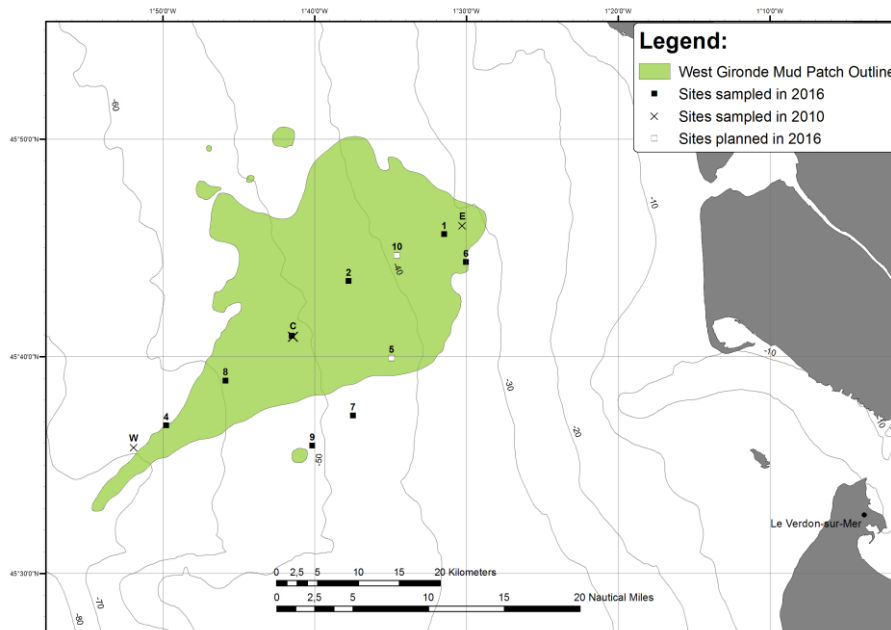 1°50'0"W 1°40'0"W 1°30'0"W 1°20'0"W 1°10'0"W
Legend:
West Gironde Mud Patch Outline
Sites sampled in 2016
Sites sampled in 2010
Sites planned in 2016
-60
45°50'0"N
-10
E
1
10
6
-40
2
C
45°40'0"N
5
-10
8
-30
7
4
-10
W
9
-20
-50
Le Verdon-sur-Mer
45°30'0"N
0 2,5 5 10 15 20 Kilometers
0 2,5 5 10 15 20 Nautical Miles
-70
-80